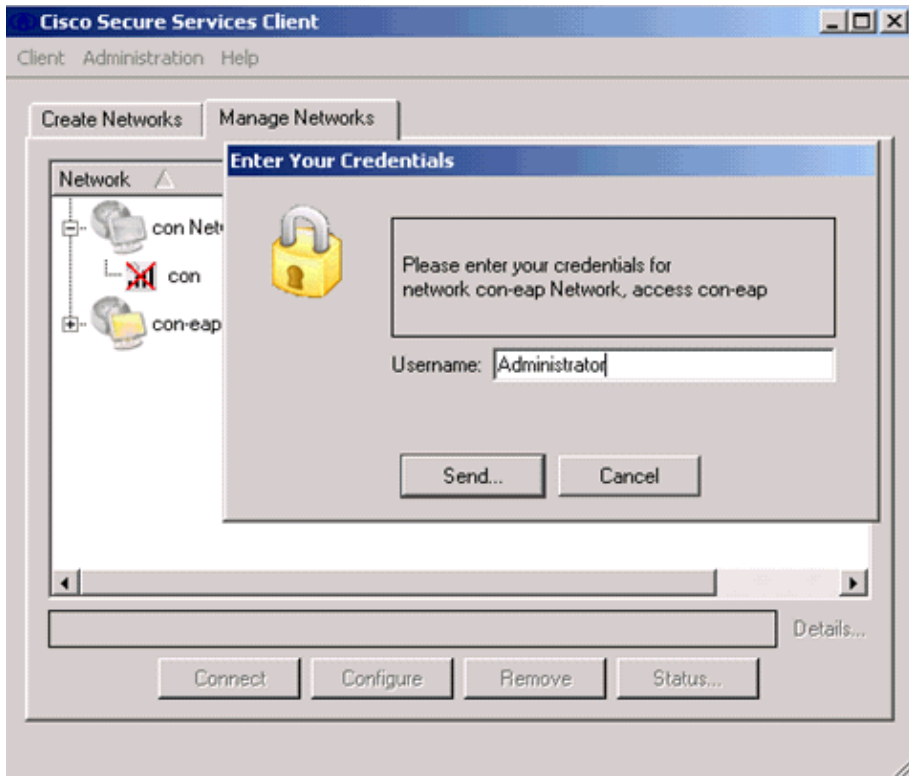 Cisco Secure Services Client
Client Administration Help
Create Networks Manage Networks
Enter Your Credentials
Network
con Net
con
con-eap
Please enter your credentials for
network con-eap Network, access con-eap
Username: Administrator
Send... Cancel
Details...
Connect Configure Remove Status...